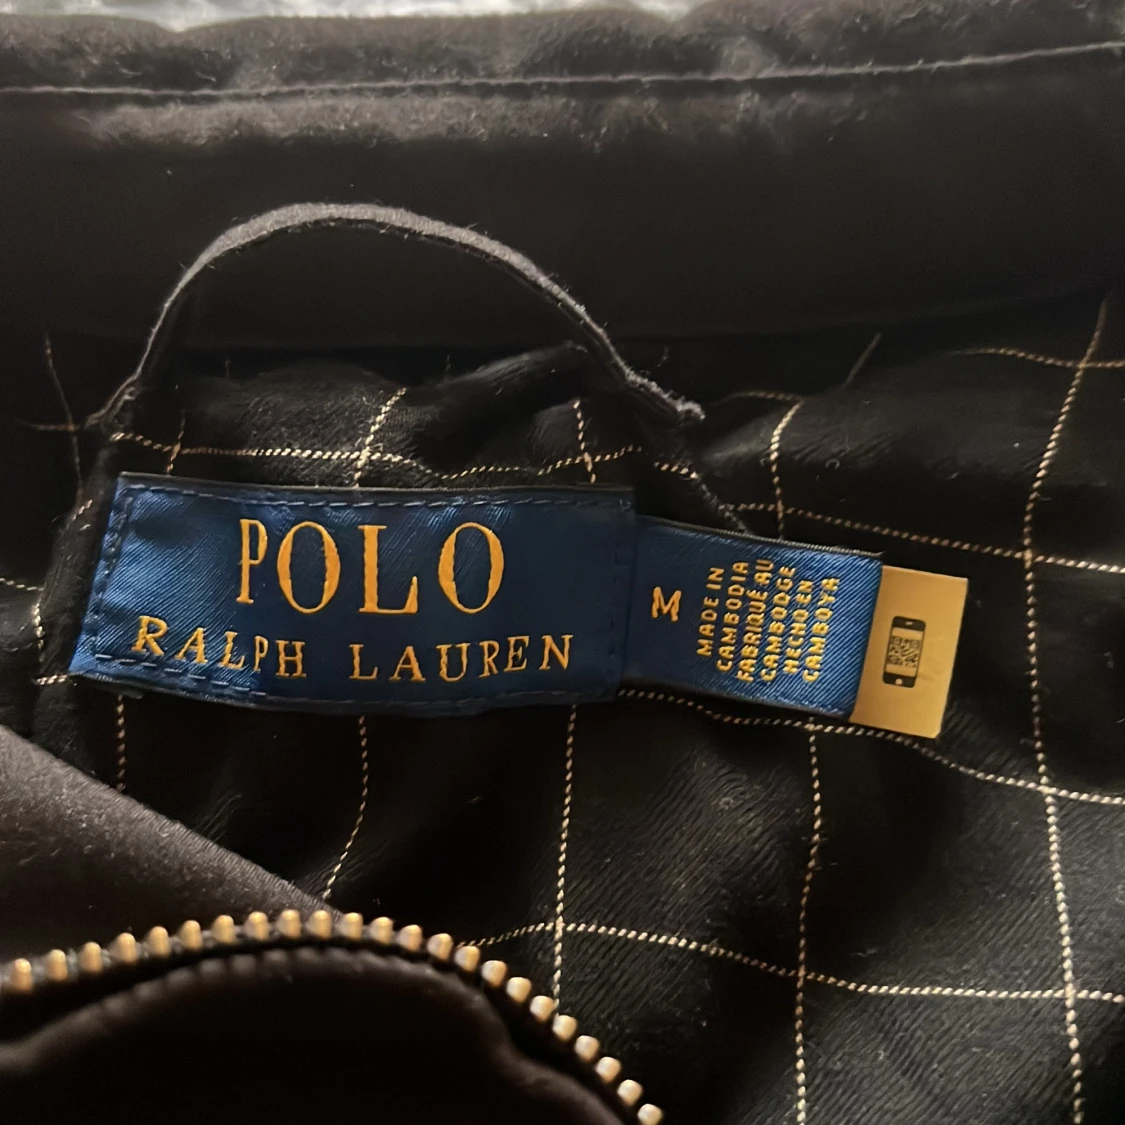 POLO
RALPH LAUREN
M
MADE IN
CAMBODIA
FABRIQUÉ AU
CAMBODGE
HECHO EN
CAMBOYA